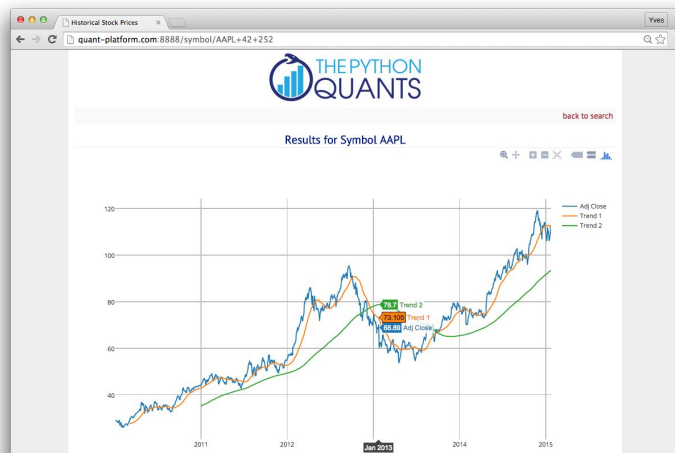 Historical Stock Prices
Yves
quant-platform.com:8888/symbol/AAPL+42+252
THE PYTHON
QUANTS
back to search
Results for Symbol AAPL
120
100
80
60
40
Adj Close
Trend 1
Trend 2
78.7 Trend 2
73.105 Trend 1
68.89 Adj Close
2011
2012
Jan 2013
2014
2015